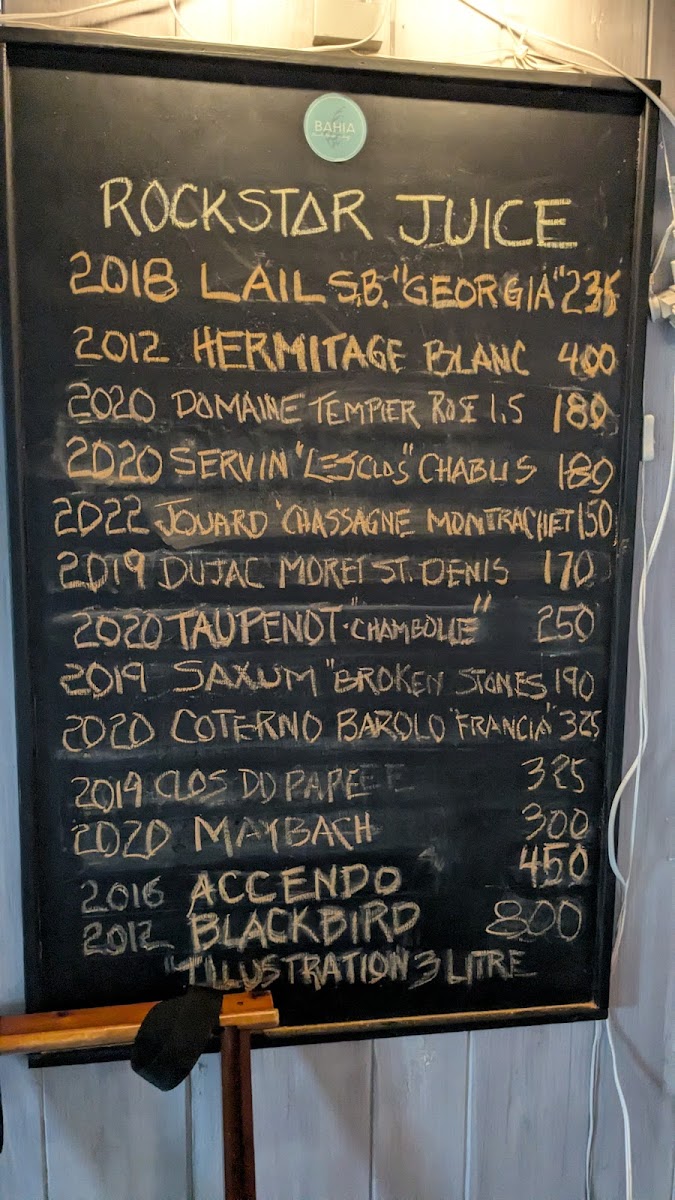 BAHIA
ROCKSTAR JUICE
2018 LAIL S.B. "GEORGIA" 235
2012 HERMITAGE BLANC 400
2020 DOMAINE TEMPIER ROSE 1.5 180
2020 SERVIN "LES CLOS" CHABLIS 180
2022 JOUARD "CHASSAGNE MONTRACHET 150
2019 DUJAC MOREY ST. DENIS 170
2020 TAUPENOT "CHAMBOLLE" 250
2019 SAXUM "BROKEN STONES 190
2020 COTERNO BAROLO "FRANCIA" 325
2019 CLOS DD PAPE 325
2020 MAYBACH 300
2016 ACCENDO 450
2012 BLACKBIRD 800
"ILLUSTRATION 3 LITRE